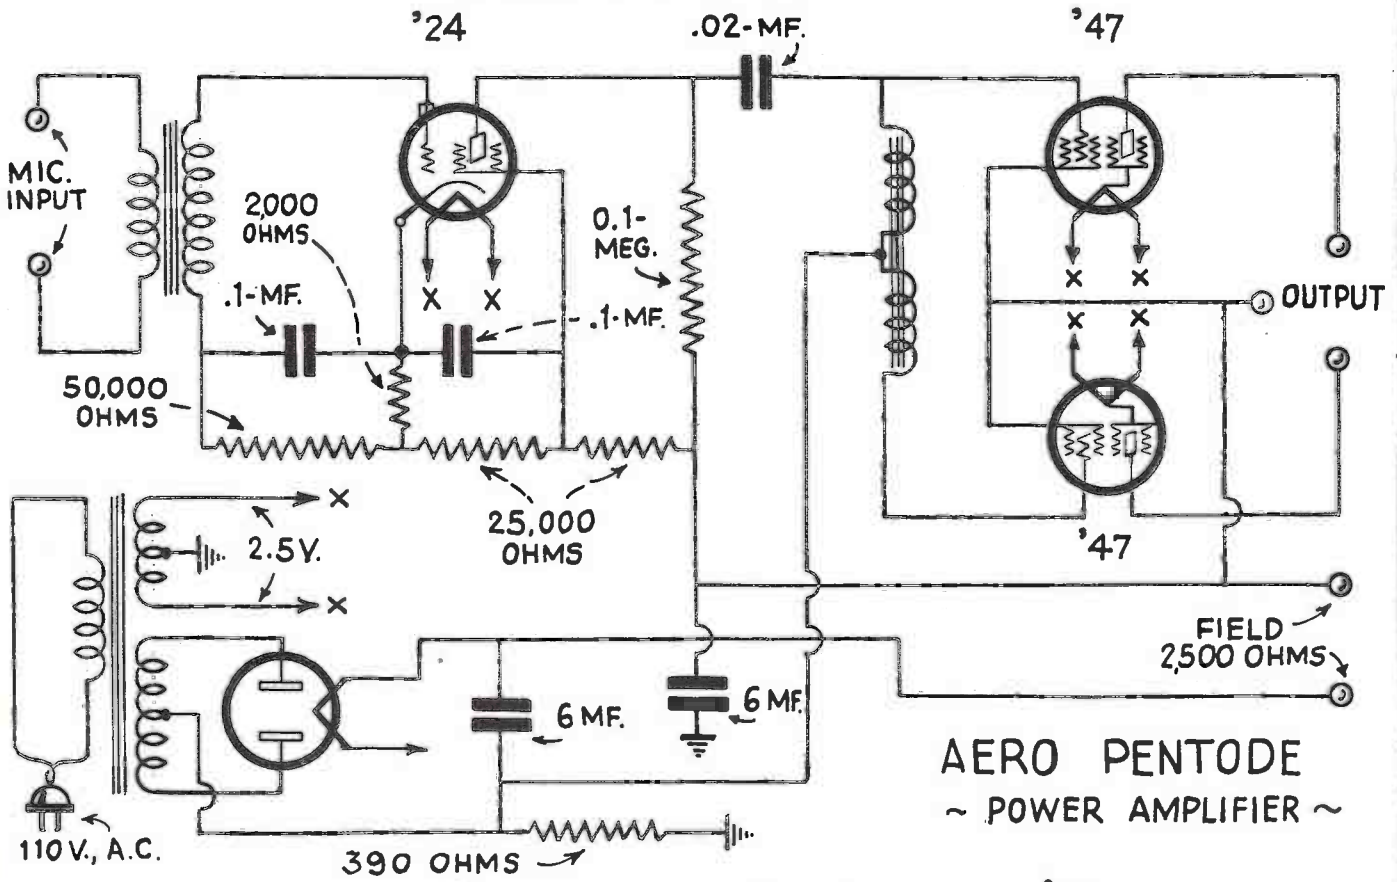 '24
.02-MF.
'47
MIC.
INPUT
2,000
OHMS
0.1-
MEG.
X X
X X
OUTPUT
X X
.1-MF.
.1-MF.
50,000
OHMS
25,000
OHMS
'47
X
2.5V.
X
FIELD
2,500 OHMS
6 MF.
6 MF.
AERO PENTODE
~ POWER AMPLIFIER ~
110 V., A.C.
390 OHMS